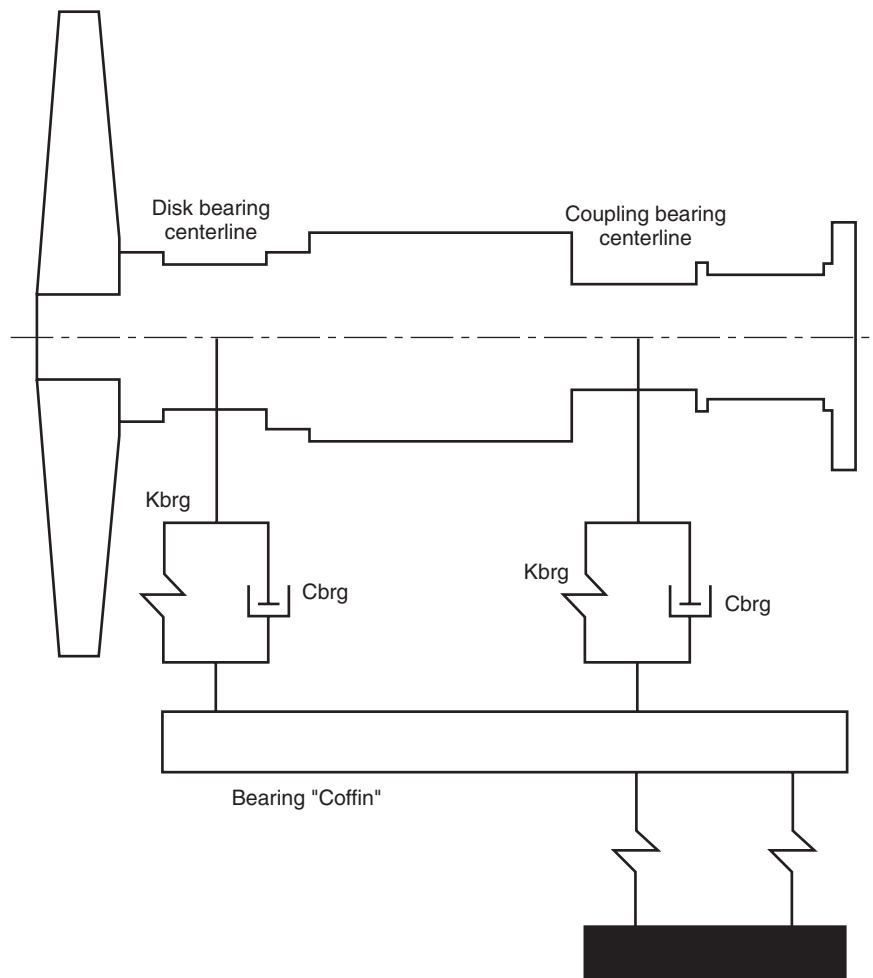 Disk bearing
centerline
Coupling bearing
centerline
Kbrg
Cbrg
Kbrg
Cbrg
Bearing "Coffin"